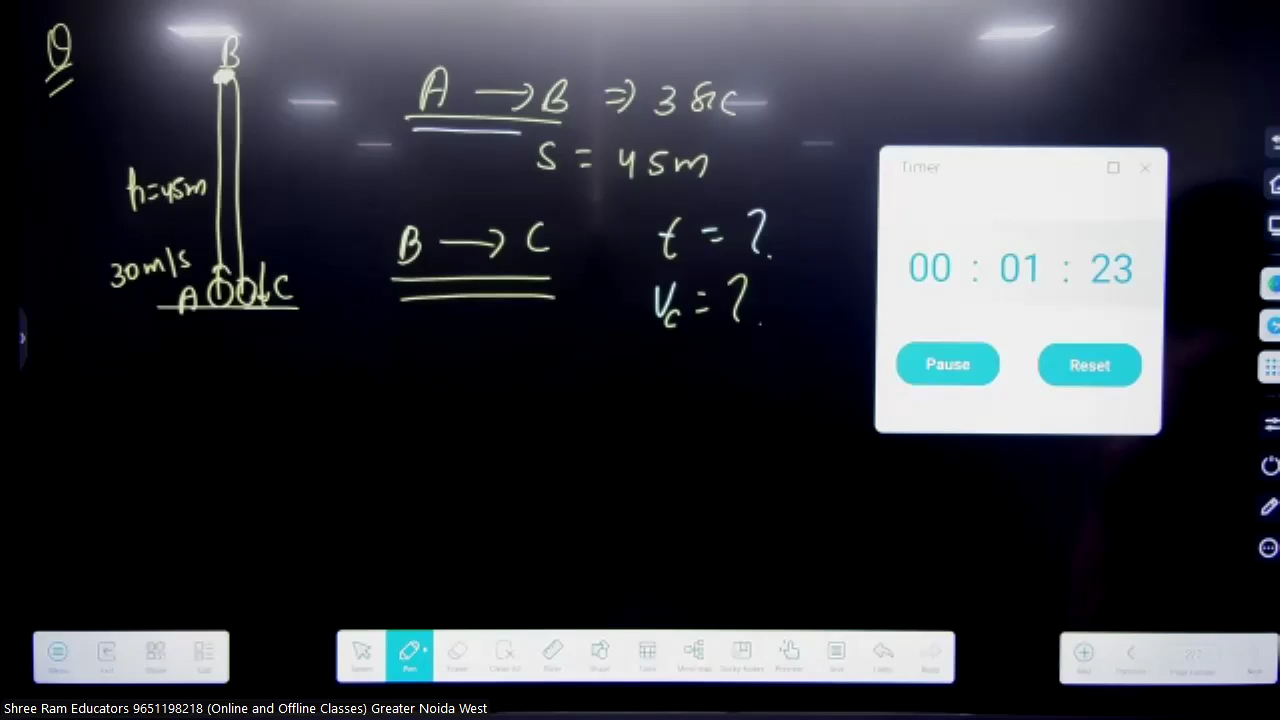 Q
B
A → B ⇒ 3 sec
S = 45m
h=45m
B → C
t = ?
30m/s
A
C
Vc = ?
Timer
00 : 01 : 23
Pause
Reset
Pen
Shree Ram Educators 9651198218 (Online and Offline Classes) Greater Noida West